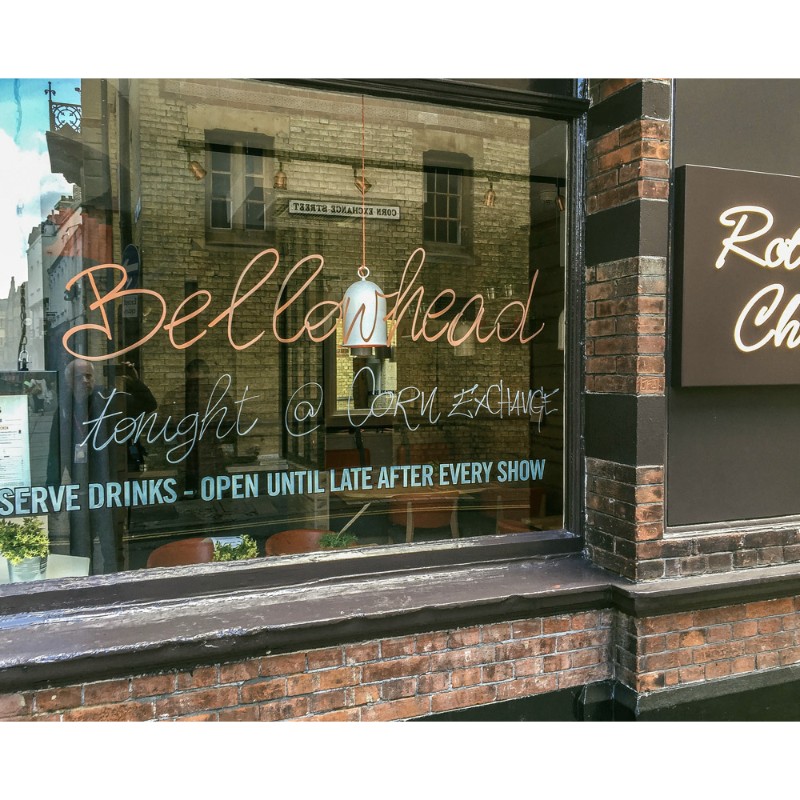 CORN EXCHANGE STREET
Bellowhead
tonight @ CORN EXCHANGE
SERVE DRINKS - OPEN UNTIL LATE AFTER EVERY SHOW
Rot
Ch